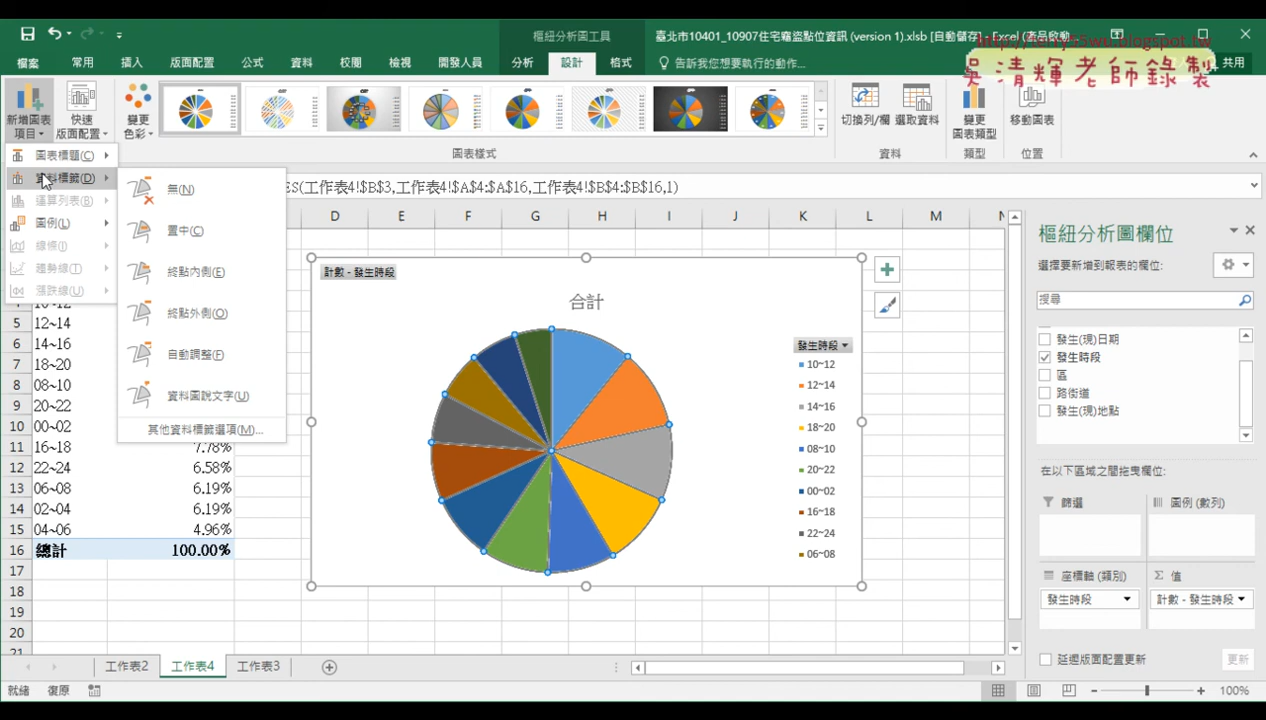 樞紐分析圖工具
臺北市10401_10907住宅竊盜點位資訊 (version 1).xlsb [自動儲存]
http://terry55wu.blogspot.tw
吳清輝老師錄製
檔案 常用 插入 版面配置 公式 資料 校閱 檢視 開發人員 分析 設計 格式 告訴我您想要執行的動作... 共用
新增圖表項目 快速版面配置 變更色彩 切換列/欄 選取資料 變更圖表類型 移動圖表
圖表樣式 資料 類型 位置
圖表標題(C)
資料標籤(D)
運算列表(B)
圖例(L)
線條(I)
趨勢線(T)
漲跌線(U)
無(N)
置中(C)
終點內側(E)
終點外側(O)
自動調整(F)
資料圖說文字(U)
其他資料標籤選項(M)...
ES(工作表4!$B$3,工作表4!$A$4:$A$16,工作表4!$B$4:$B$16,1)
D E F G H I J K L M
5 12~14
6 14~16
7 18~20
8 08~10
9 20~22
10 00~02
11 16~18 7.78%
12 22~24 6.58%
13 06~08 6.19%
14 02~04 6.19%
15 04~06 4.96%
16 總計 100.00%
17
18
19
20
21
計數 - 發生時段
合計
發生時段
10~12
12~14
14~16
18~20
08~10
20~22
00~02
16~18
22~24
06~08
樞紐分析圖欄位
選擇要新增到報表的欄位:
搜尋
發生(現)日期
發生時段
區
路街道
發生(現)地點
在以下區域之間拖曳欄位:
篩選 圖例 (數列)
座標軸 (類別) Σ 值
發生時段 計數 - 發生時段
延遲版面配置更新 更新
工作表2 工作表4 工作表3
就緒 復原 100%